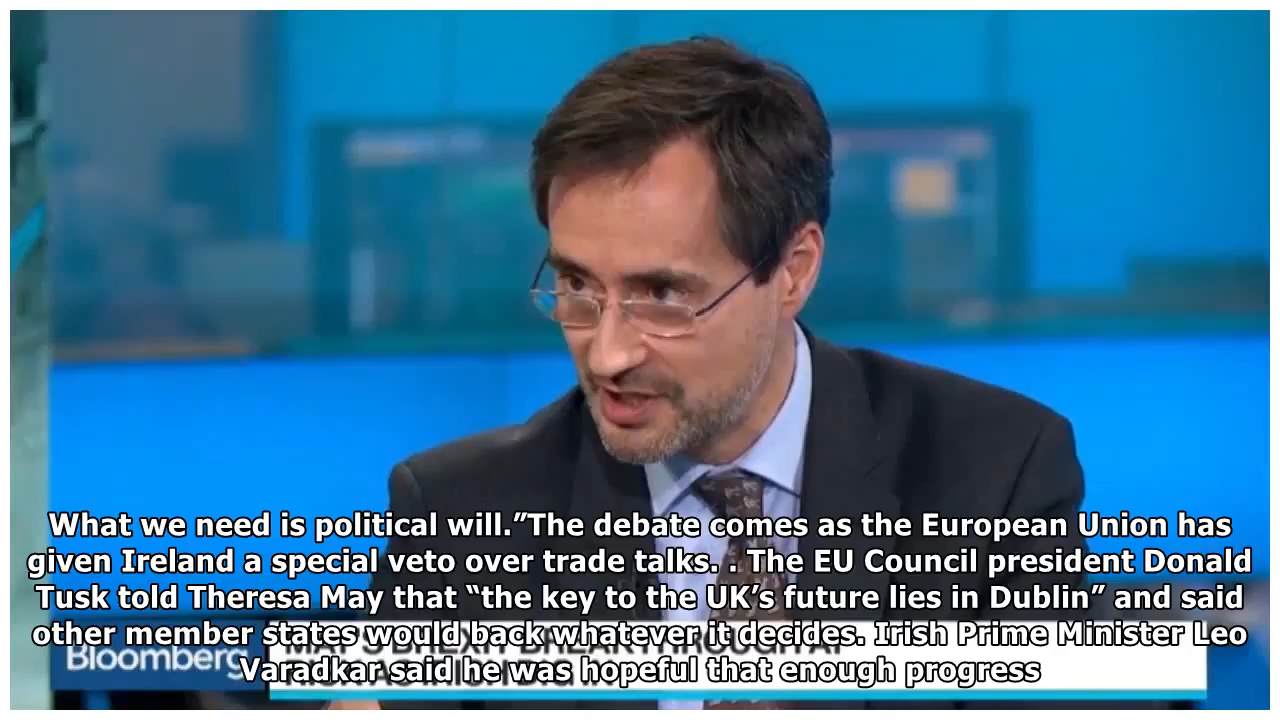 What we need is political will.”The debate comes as the European Union has
given Ireland a special veto over trade talks. . The EU Council president Donald
Tusk told Theresa May that “the key to the UK’s future lies in Dublin” and said
other member states would back whatever it decides. Irish Prime Minister Leo
Varadkar said he was hopeful that enough progress
Bloomberg